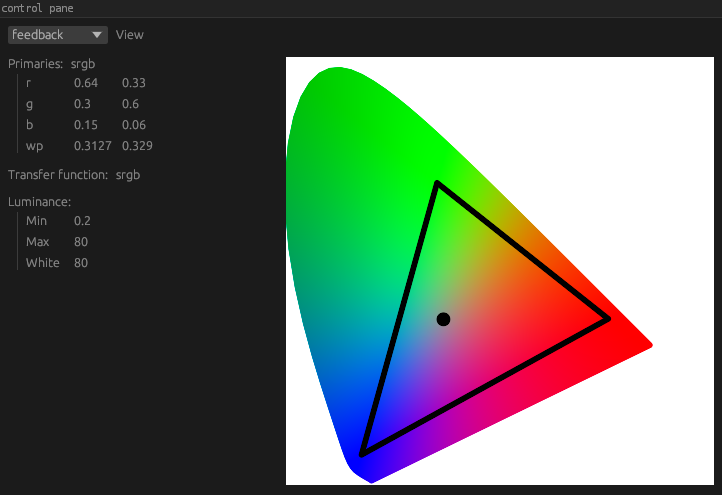 control pane
feedback View
Primaries: srgb
r 0.64 0.33
g 0.3 0.6
b 0.15 0.06
wp 0.3127 0.329
Transfer function: srgb
Luminance:
Min 0.2
Max 80
White 80